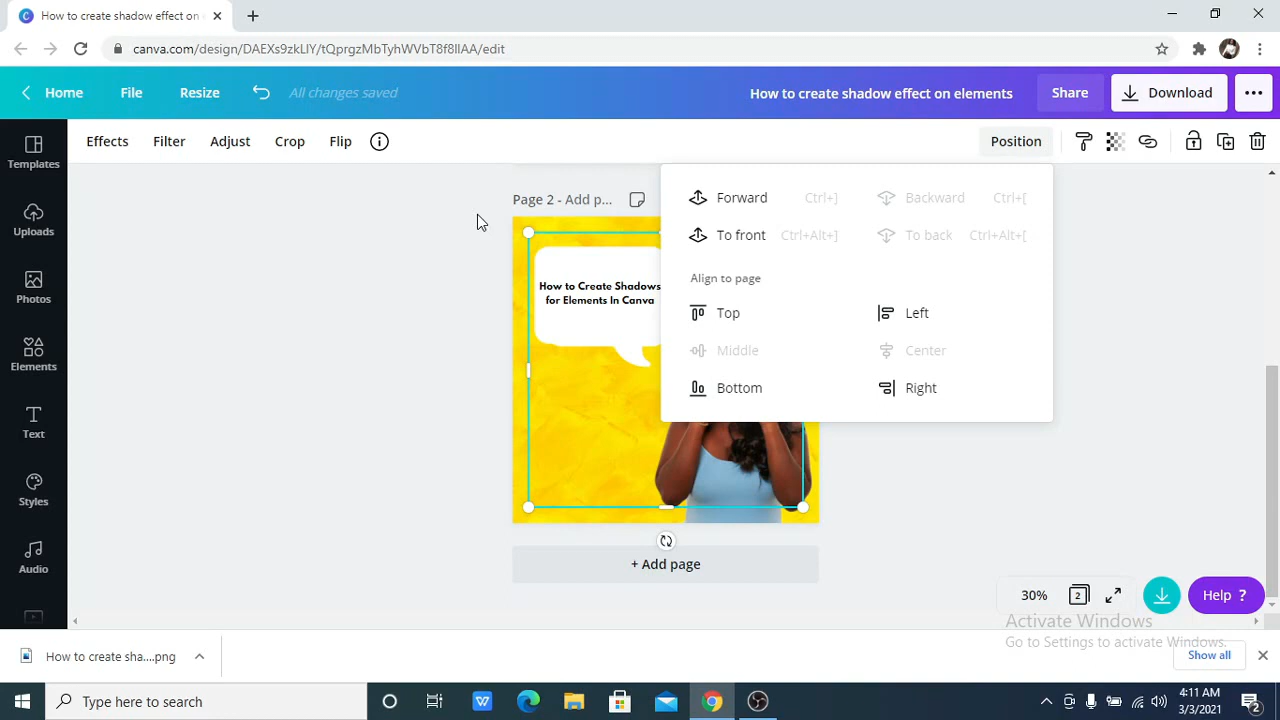 How to create shadow effect on
canva.com/design/DAEXs9zkLIY/tQprgzMbTyhWVbT8f8lIAA/edit
Home
File
Resize
All changes saved
How to create shadow effect on elements
Share
Download
Effects
Filter
Adjust
Crop
Flip
Position
Templates
Uploads
Photos
Elements
Text
Styles
Audio
Page 2 - Add p...
Forward Ctrl+]
Backward Ctrl+[
To front Ctrl+Alt+]
To back Ctrl+Alt+[
Align to page
Top
Left
Middle
Center
Bottom
Right
How to Create Shadows
for Elements In Canva
+ Add page
30%
2
Help ?
Activate Windows
Go to Settings to activate Windows.
How to create sha....png
Show all
Type here to search
4:11 AM
3/3/2021
2